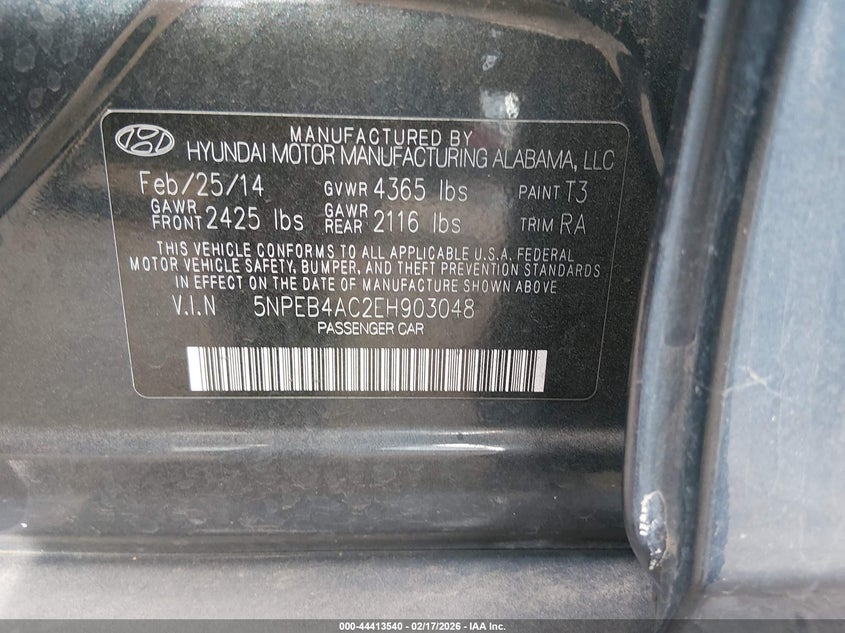 MANUFACTURED BY
HYUNDAI MOTOR MANUFACTURING ALABAMA, LLC
Feb/25/14 GVWR 4365 lbs PAINT T3
GAWR FRONT 2425 lbs GAWR REAR 2116 lbs TRIM RA
THIS VEHICLE CONFORMS TO ALL APPLICABLE U.S.A. FEDERAL
MOTOR VEHICLE SAFETY, BUMPER, AND THEFT PREVENTION STANDARDS
IN EFFECT ON THE DATE OF MANUFACTURE SHOWN ABOVE.
V.I.N 5NPEB4AC2EH903048
PASSENGER CAR
000-44413540 - 02/17/2026 - IAA Inc.